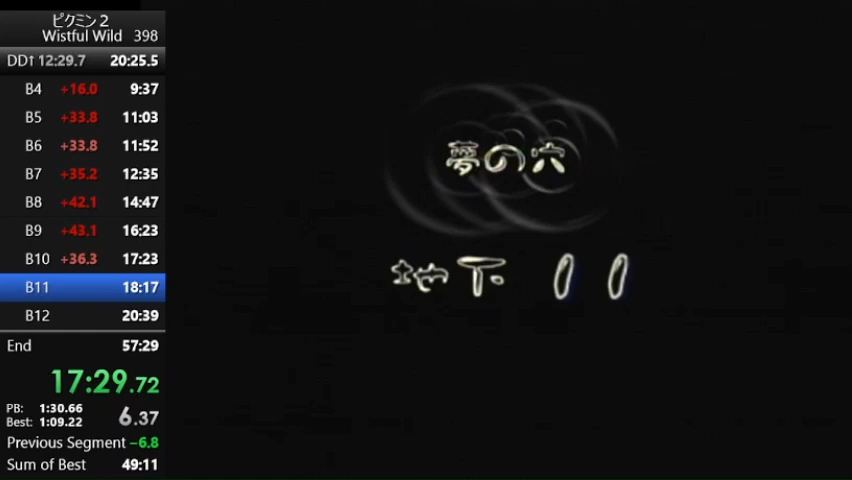 ピクミン２
Wistful Wild 398
DD↑ 12:29.7 20:25.5
B4 +16.0 9:37
B5 +33.8 11:03
B6 +33.8 11:52
B7 +35.2 12:35
B8 +42.1 14:47
B9 +43.1 16:23
B10 +36.3 17:23
B11 18:17
B12 20:39
End 57:29
17:29.72
PB: 1:30.66
Best: 1:09.22
6.37
Previous Segment −6.8
Sum of Best 49:11
夢の穴
地下 11